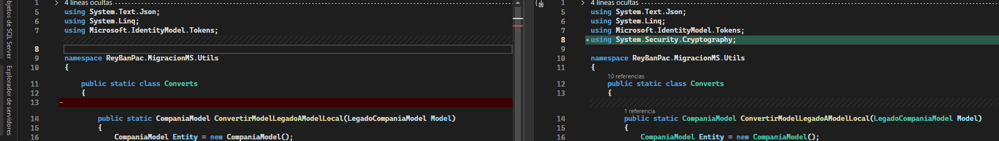 bjetos de SQL Server
Explorador de servidores
1 > 4 líneas ocultas
5 using System.Text.Json;
6 using System.Linq;
7 using Microsoft.IdentityModel.Tokens;
8
9 namespace ReyBanPac.MigracionMS.Utils
10 {
11 public static class Converts
12 {
13 -
14 public static CompaniaModel ConvertirModelLegadoAModelLocal(LegadoCompaniaModel Model)
15 {
16 CompaniaModel Entity = new CompaniaModel();
1 > 4 líneas ocultas
5 using System.Text.Json;
6 using System.Linq;
7 using Microsoft.IdentityModel.Tokens;
8 +using System.Security.Cryptography;
9
10 namespace ReyBanPac.MigracionMS.Utils
11 {
10 referencias
12 public static class Converts
13 {
1 referencia
14 public static CompaniaModel ConvertirModelLegadoAModelLocal(LegadoCompaniaModel Model)
15 {
16 CompaniaModel Entity = new CompaniaModel();